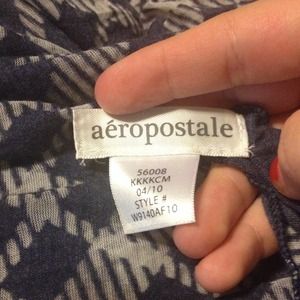 aéropostale
56008
KKKKCM
04/10
STYLE #
W9140AF10